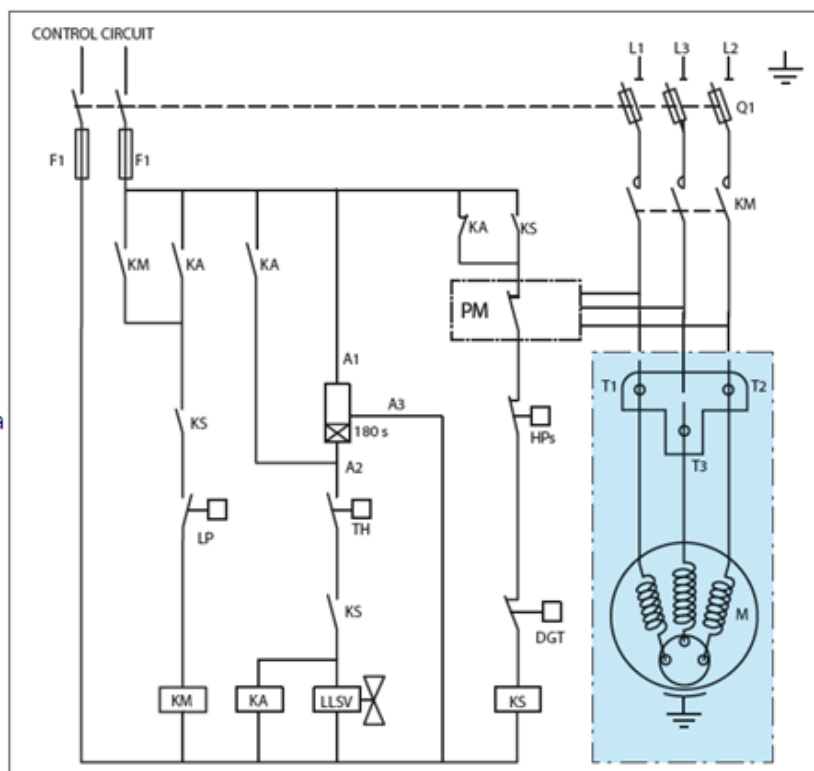 CONTROL CIRCUIT
L1 L3 L2
Q1
F1 F1
KM
KA KS
KM KA KA
PM
A1
T1 T2
A3
180 s
HPs
KS
A2
T3
LP TH
KS
M
DGT
KM KA LLSV KS
a